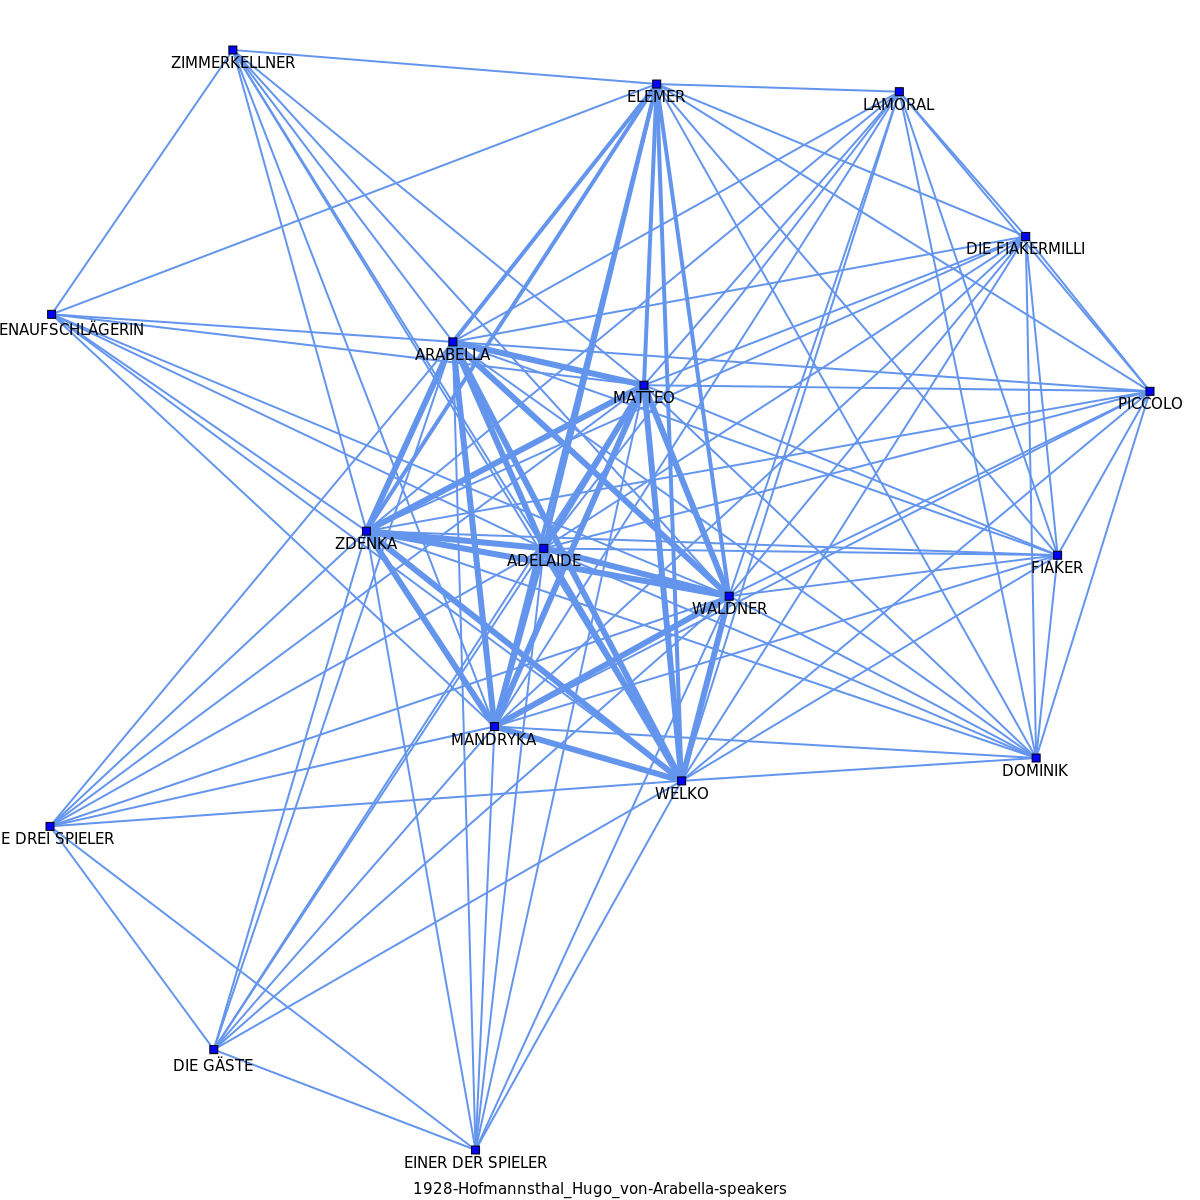 ZIMMERKELLNER
ELEMER
LAMORAL
DIE FIAKERMILLI
ENAUFSCHLÄGERIN
ARABELLA
MATTEO
PICCOLO
ZDENKA
ADELAIDE
FIAKER
WALDNER
MANDRYKA
DOMINIK
WELKO
E DREI SPIELER
DIE GÄSTE
EINER DER SPIELER
1928-Hofmannsthal_Hugo_von-Arabella-speakers